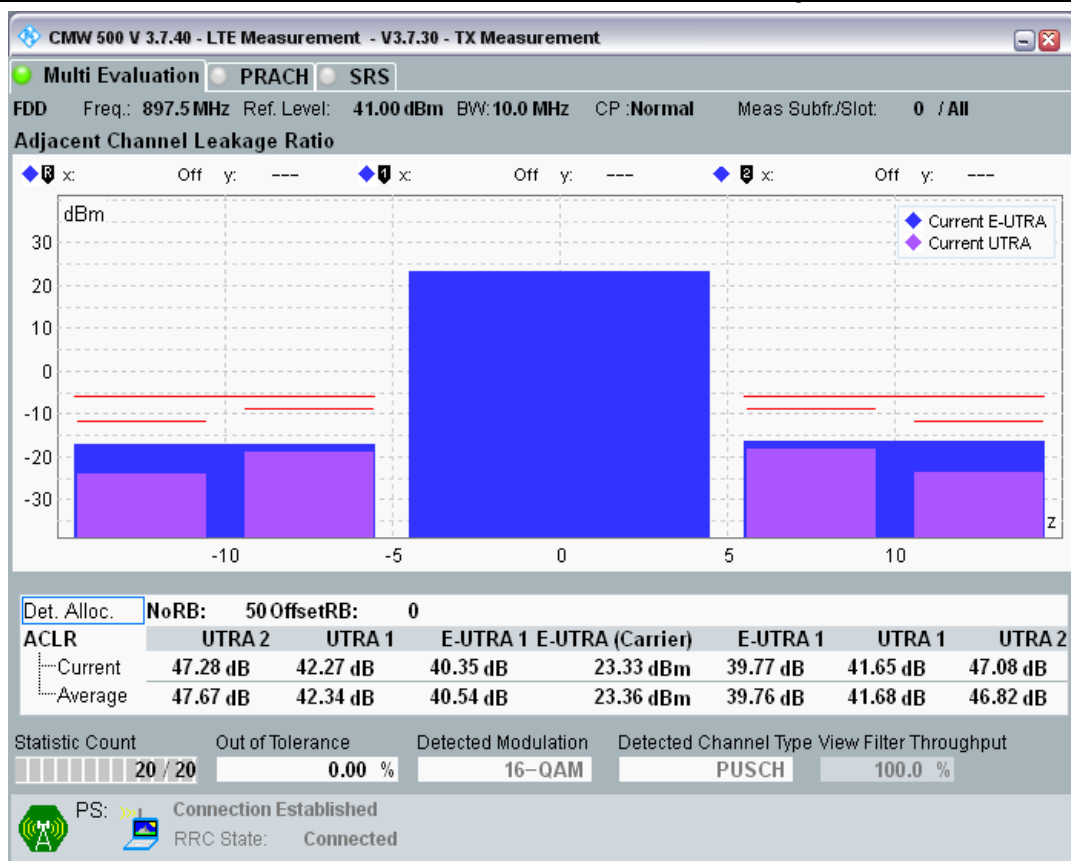 CMW 500 V 3.7.40 - LTE Measurement - V3.7.30 - TX Measurement
Multi Evaluation PRACH SRS
FDD Freq.: 897.5 MHz Ref. Level: 41.00 dBm BW: 10.0 MHz CP :Normal Meas Subfr./Slot: 0 / All
Adjacent Channel Leakage Ratio
R x: Off y: --- 1 x: Off y: --- 2 x: Off y: ---
dBm
Current E-UTRA
Current UTRA
30
20
10
0
-10
-20
-30
z
-10 -5 0 5 10
Det. Alloc. NoRB: 50 OffsetRB: 0
ACLR UTRA 2 UTRA 1 E-UTRA 1 E-UTRA (Carrier) E-UTRA 1 UTRA 1 UTRA 2
Current 47.28 dB 42.27 dB 40.35 dB 23.33 dBm 39.77 dB 41.65 dB 47.08 dB
Average 47.67 dB 42.34 dB 40.54 dB 23.36 dBm 39.76 dB 41.68 dB 46.82 dB
Statistic Count Out of Tolerance Detected Modulation Detected Channel Type View Filter Throughput
20 / 20 0.00 % 16-QAM PUSCH 100.0 %
PS: Connection Established
RRC State: Connected